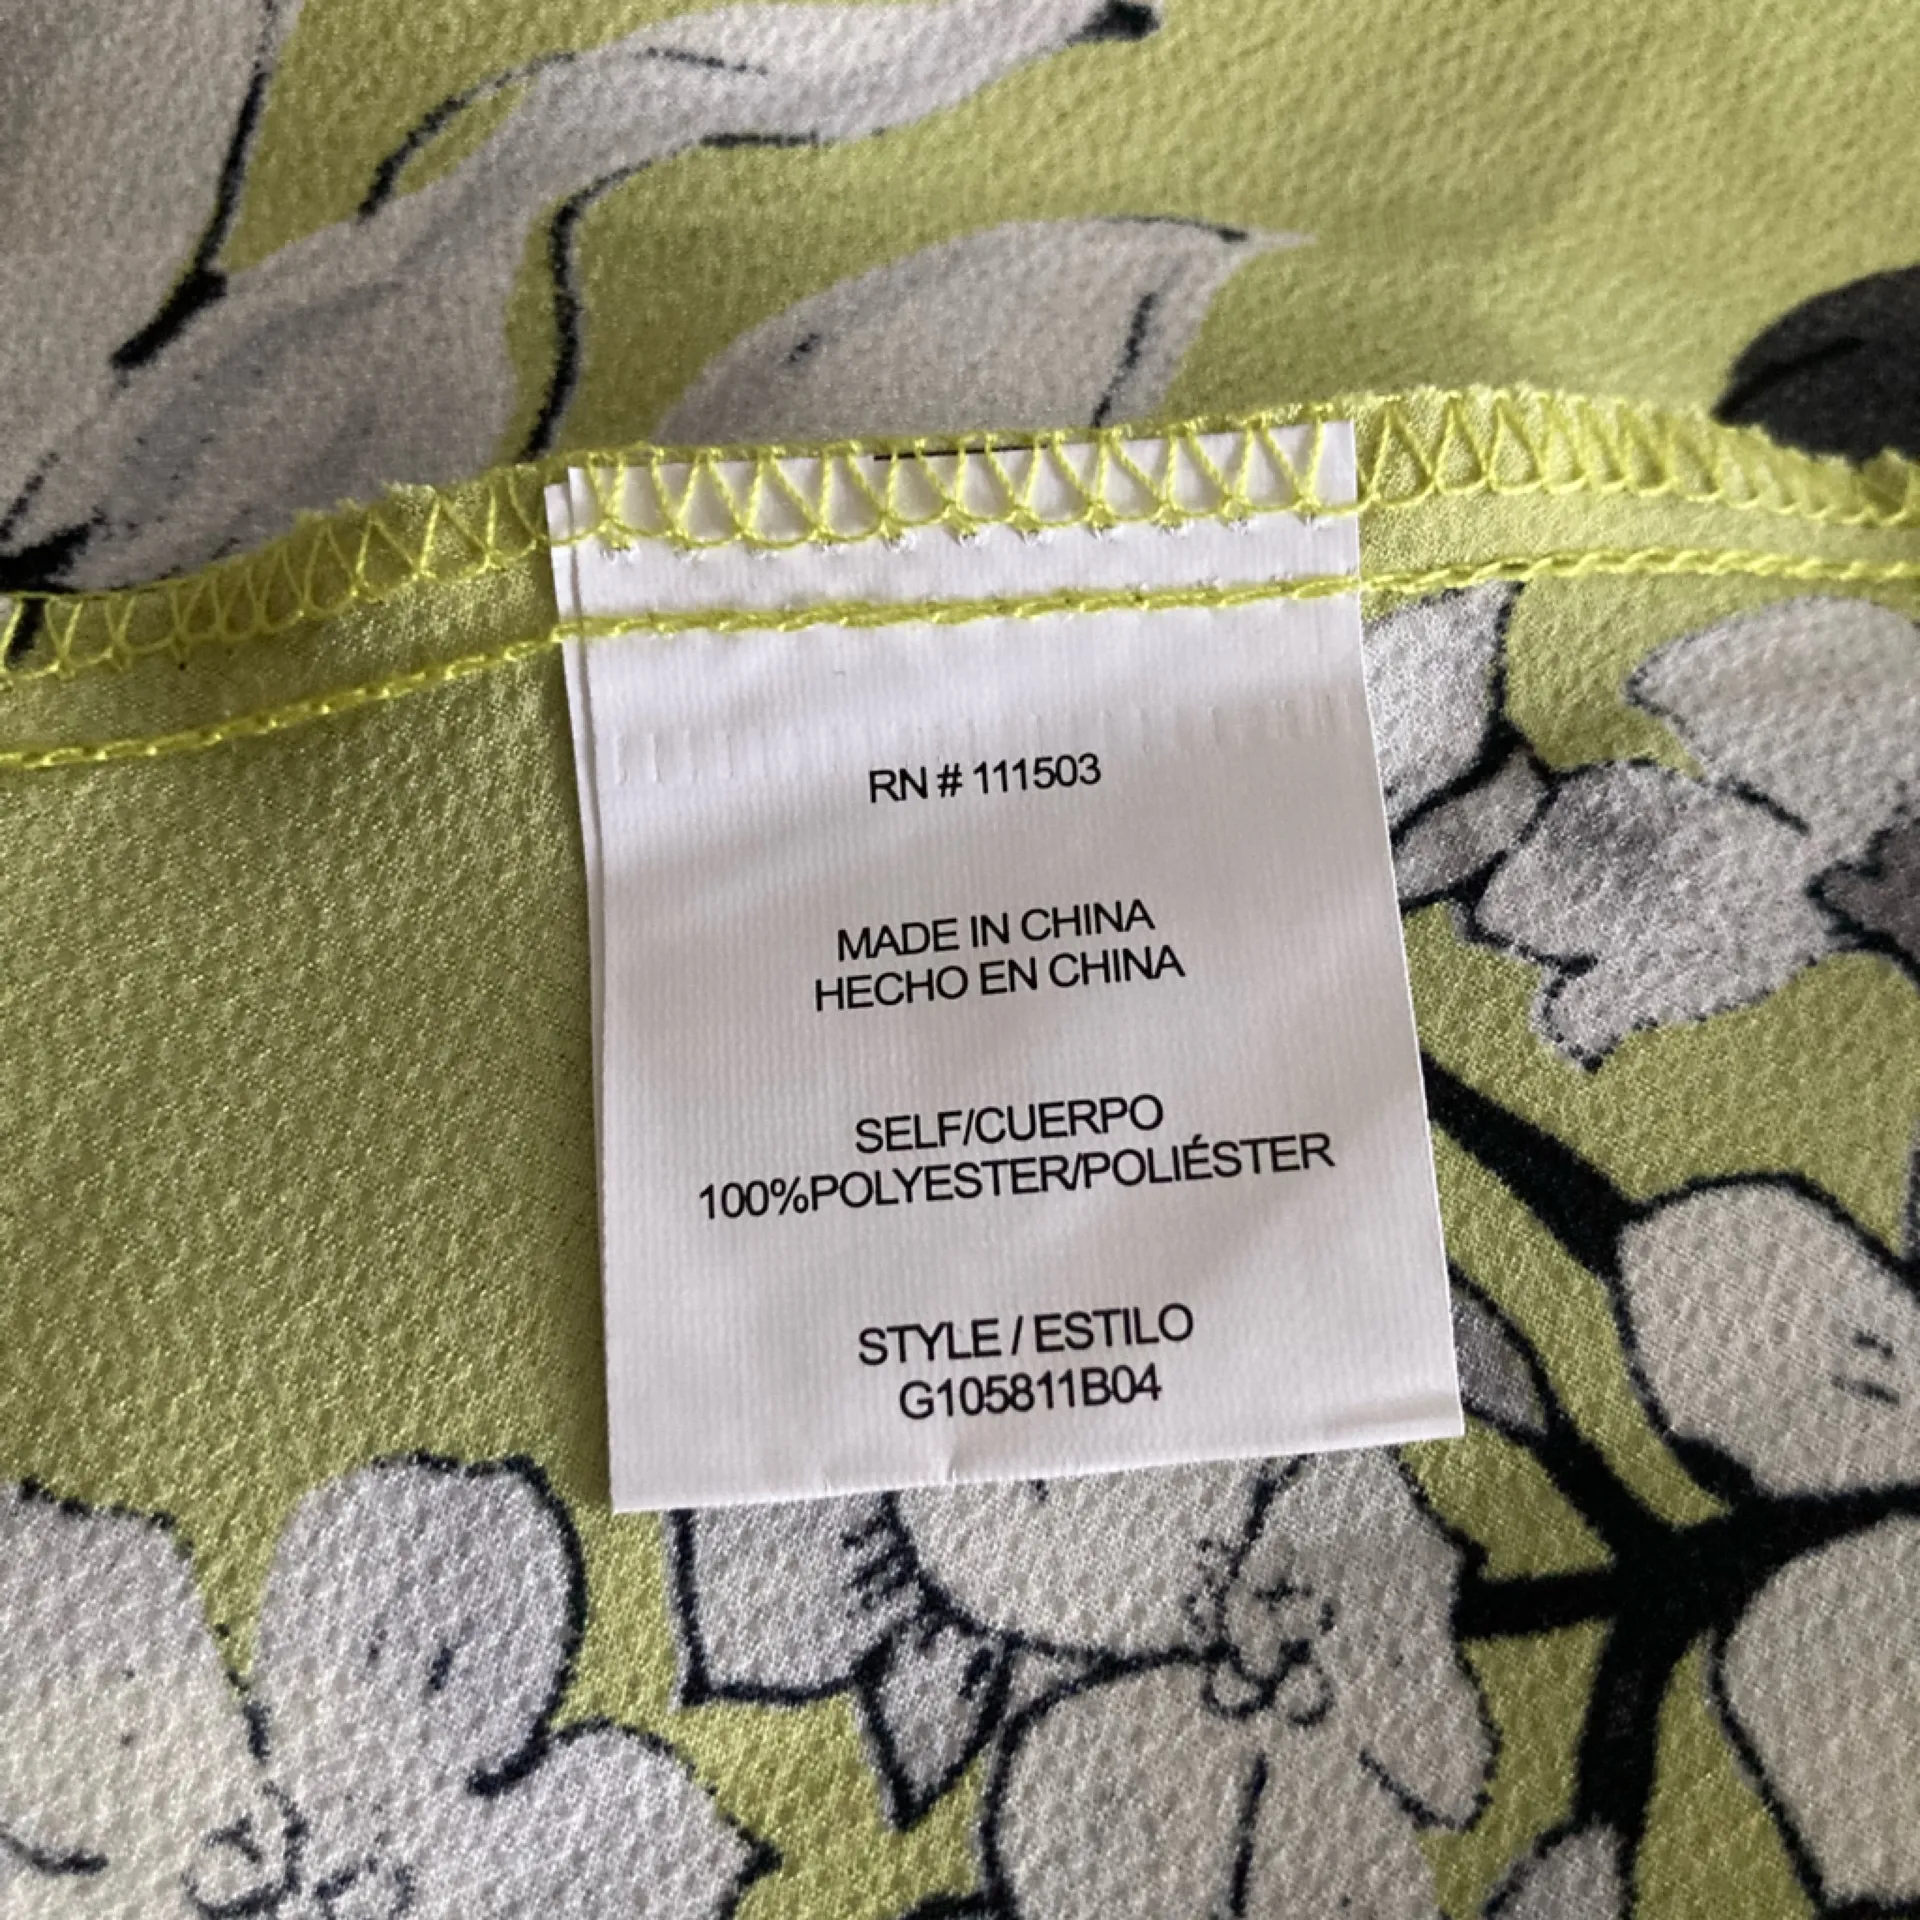 RN # 111503
MADE IN CHINA
HECHO EN CHINA
SELF/CUERPO
100%POLYESTER/POLIÉSTER
STYLE / ESTILO
G105811B04